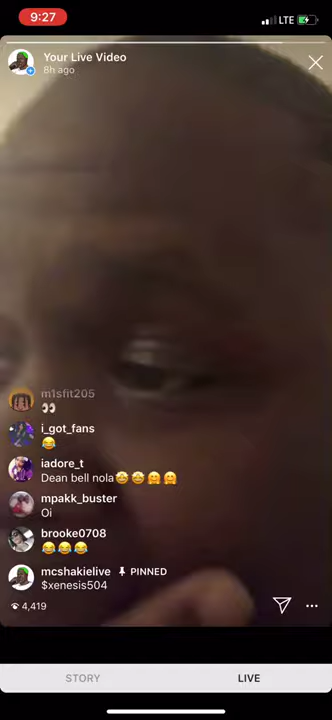 9:27
LTE
Your Live Video
8h ago
m1sfit205
👀
i_got_fans
😂
iadore_t
Dean bell nola🤩🤩🤗🤗
mpakk_buster
Oi
brooke0708
😂😂😂
mcshakielive PINNED
$xenesis504
4,419
STORY LIVE